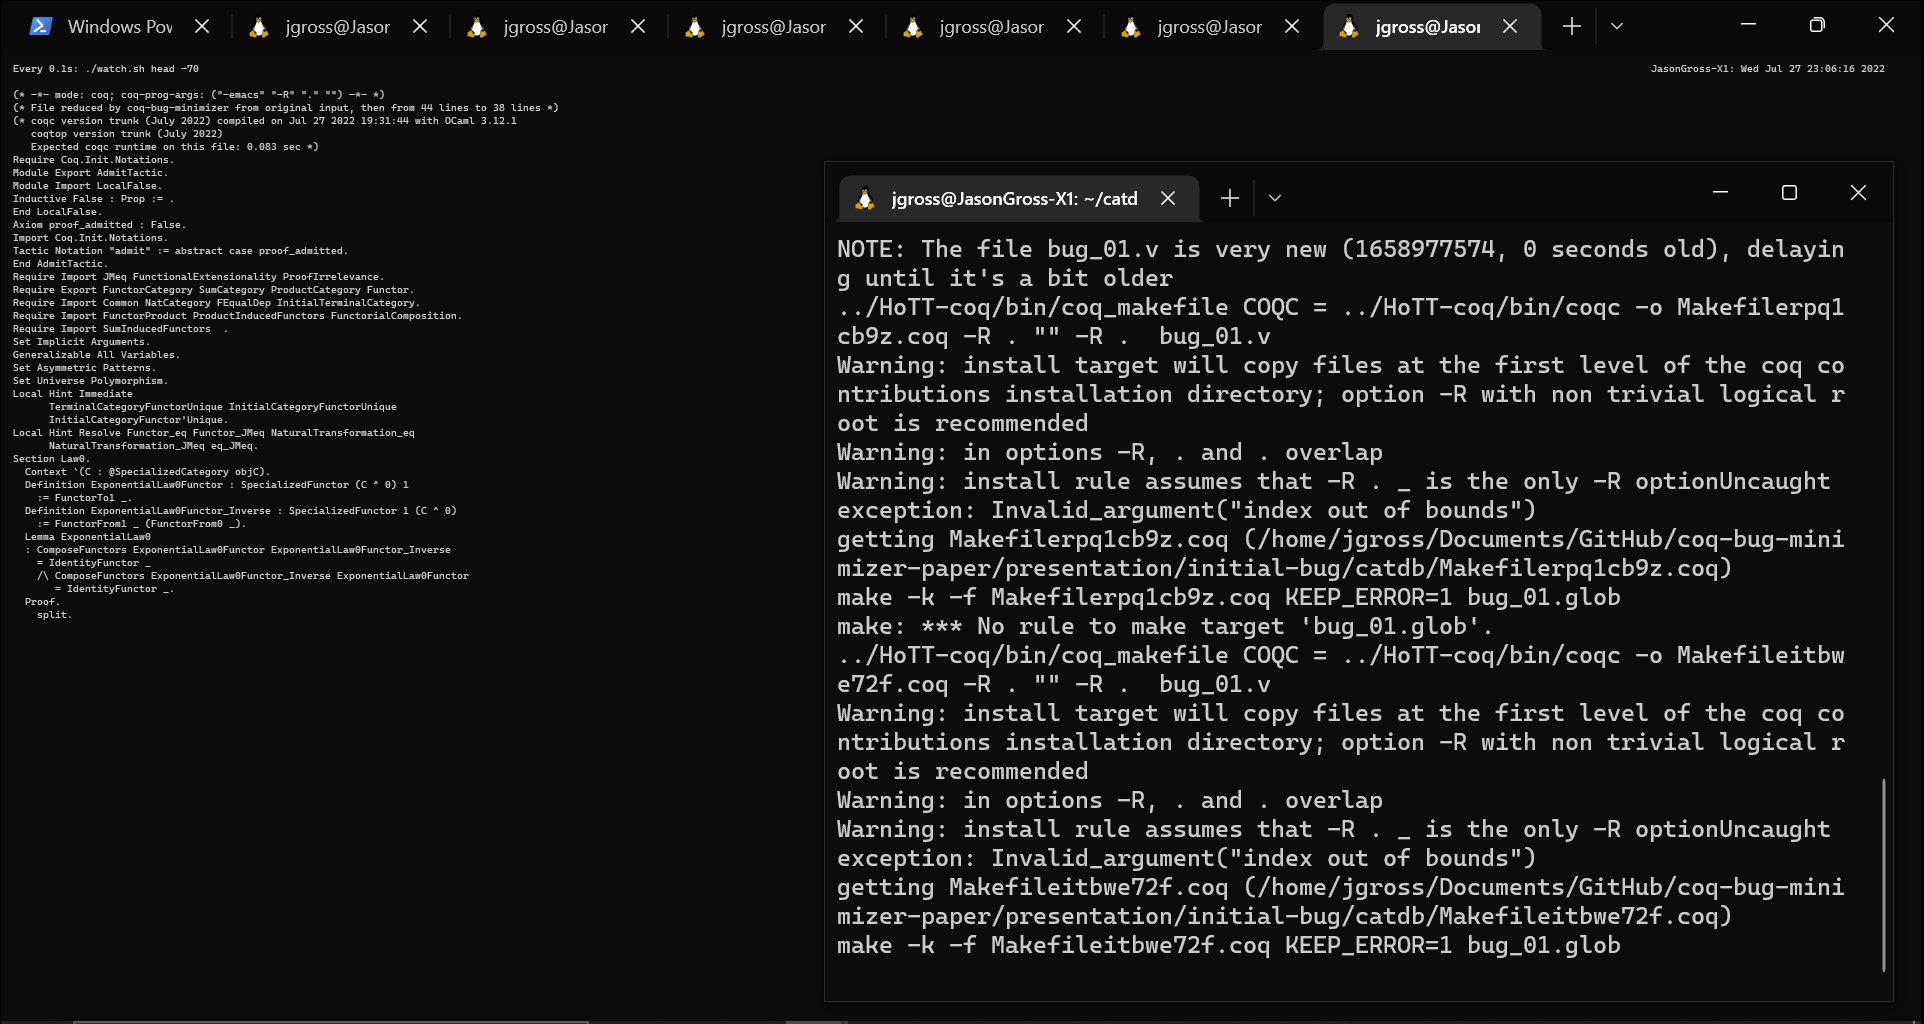 Windows Pov
jgross@Jasor
jgross@Jasor
jgross@Jasor
jgross@Jasor
jgross@Jasor
jgross@Jasor
Every 0.1s: ./watch.sh head -70
JasonGross-X1: Wed Jul 27 23:06:16 2022
(* -*- mode: coq; coq-prog-args: ("-emacs" "-R" "." "") -*- *)
(* File reduced by coq-bug-minimizer from original input, then from 44 lines to 38 lines *)
(* coqc version trunk (July 2022) compiled on Jul 27 2022 19:31:44 with OCaml 3.12.1
coqtop version trunk (July 2022)
Expected coqc runtime on this file: 0.083 sec *)
Require Coq.Init.Notations.
Module Export AdmitTactic.
Module Import LocalFalse.
Inductive False : Prop := .
End LocalFalse.
Axiom proof_admitted : False.
Import Coq.Init.Notations.
Tactic Notation "admit" := abstract case proof_admitted.
End AdmitTactic.
Require Import JMeq FunctionalExtensionality ProofIrrelevance.
Require Export FunctorCategory SumCategory ProductCategory Functor.
Require Import Common NatCategory FEqualDep InitialTerminalCategory.
Require Import FunctorProduct ProductInducedFunctors FunctorialComposition.
Require Import SumInducedFunctors  .
Set Implicit Arguments.
Generalizable All Variables.
Set Asymmetric Patterns.
Set Universe Polymorphism.
Local Hint Immediate
TerminalCategoryFunctorUnique InitialCategoryFunctorUnique
InitialCategoryFunctor'Unique.
Local Hint Resolve Functor_eq Functor_JMeq NaturalTransformation_eq
NaturalTransformation_JMeq eq_JMeq.
Section Law0.
Context `(C : @SpecializedCategory objC).
Definition ExponentialLaw0Functor : SpecializedFunctor (C ^ 0) 1
:= FunctorTo1 _.
Definition ExponentialLaw0Functor_Inverse : SpecializedFunctor 1 (C ^ 0)
:= FunctorFrom1 _ (FunctorFrom0 _).
Lemma ExponentialLaw0
: ComposeFunctors ExponentialLaw0Functor ExponentialLaw0Functor_Inverse
= IdentityFunctor _
/\ ComposeFunctors ExponentialLaw0Functor_Inverse ExponentialLaw0Functor
= IdentityFunctor _.
Proof.
split.
jgross@JasonGross-X1: ~/catd
NOTE: The file bug_01.v is very new (1658977574, 0 seconds old), delayin
g until it's a bit older
../HoTT-coq/bin/coq_makefile COQC = ../HoTT-coq/bin/coqc -o Makefilerpq1
cb9z.coq -R . "" -R .  bug_01.v
Warning: install target will copy files at the first level of the coq co
ntributions installation directory; option -R with non trivial logical r
oot is recommended
Warning: in options -R, . and . overlap
Warning: install rule assumes that -R . _ is the only -R optionUncaught
exception: Invalid_argument("index out of bounds")
getting Makefilerpq1cb9z.coq (/home/jgross/Documents/GitHub/coq-bug-mini
mizer-paper/presentation/initial-bug/catdb/Makefilerpq1cb9z.coq)
make -k -f Makefilerpq1cb9z.coq KEEP_ERROR=1 bug_01.glob
make: *** No rule to make target 'bug_01.glob'.
../HoTT-coq/bin/coq_makefile COQC = ../HoTT-coq/bin/coqc -o Makefileitbw
e72f.coq -R . "" -R .  bug_01.v
Warning: install target will copy files at the first level of the coq co
ntributions installation directory; option -R with non trivial logical r
oot is recommended
Warning: in options -R, . and . overlap
Warning: install rule assumes that -R . _ is the only -R optionUncaught
exception: Invalid_argument("index out of bounds")
getting Makefileitbwe72f.coq (/home/jgross/Documents/GitHub/coq-bug-mini
mizer-paper/presentation/initial-bug/catdb/Makefileitbwe72f.coq)
make -k -f Makefileitbwe72f.coq KEEP_ERROR=1 bug_01.glob